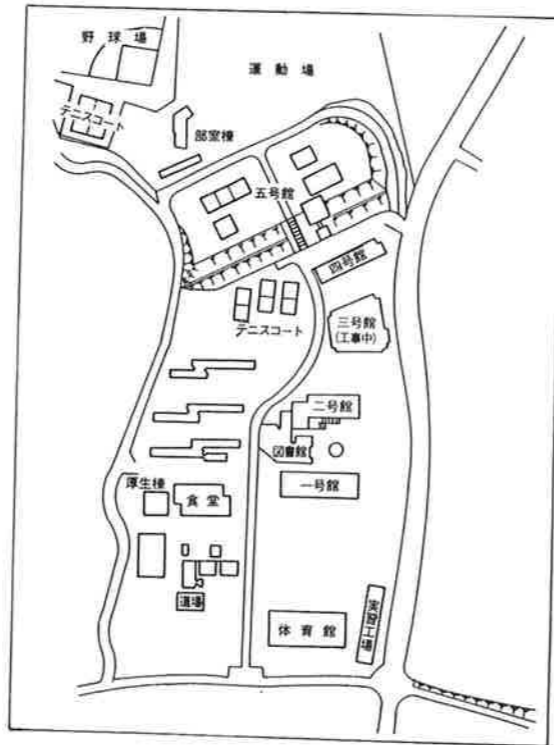 野球場
運動場
テニスコート
部室棟
五号館
四号館
テニスコート
三号館
(工事中)
二号館
図書館
厚生棟
食堂
一号館
道場
体育館
実習工場